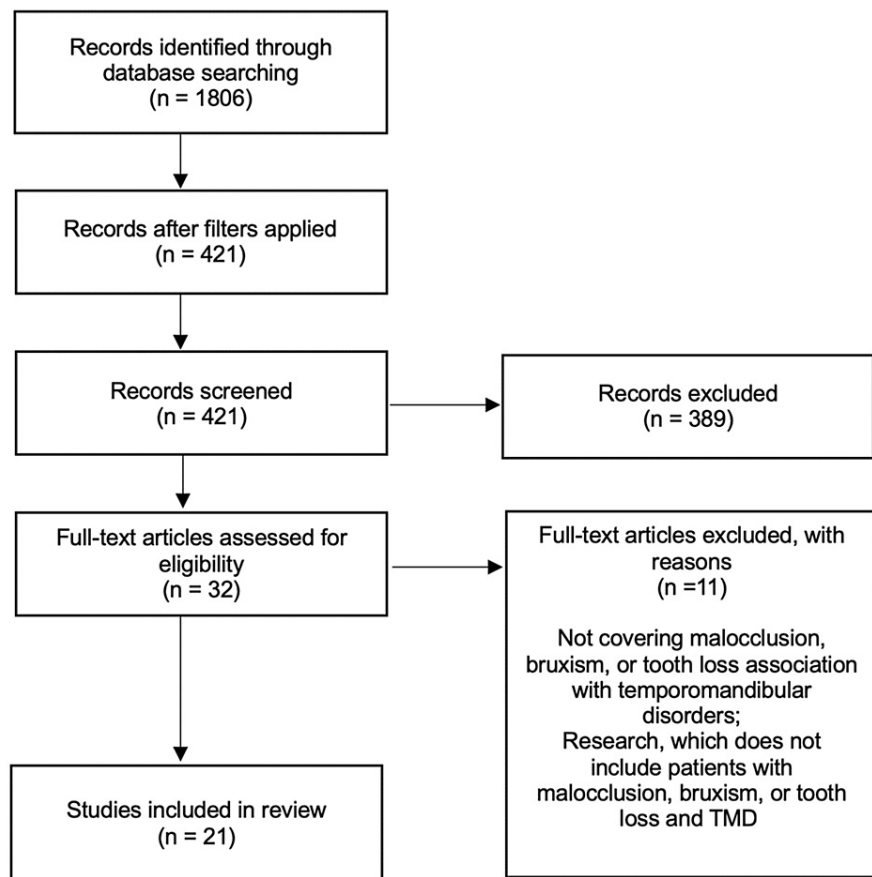 Records identified through
database searching
(n = 1806)
Records after filters applied
(n = 421)
Records screened
(n = 421)
Records excluded
(n = 389)
Full-text articles assessed for
eligibility
(n = 32)
Full-text articles excluded, with
reasons
(n =11)
Not covering malocclusion,
bruxism, or tooth loss association
with temporomandibular
disorders;
Research, which does not
include patients with
malocclusion, bruxism, or tooth
loss and TMD
Studies included in review
(n = 21)